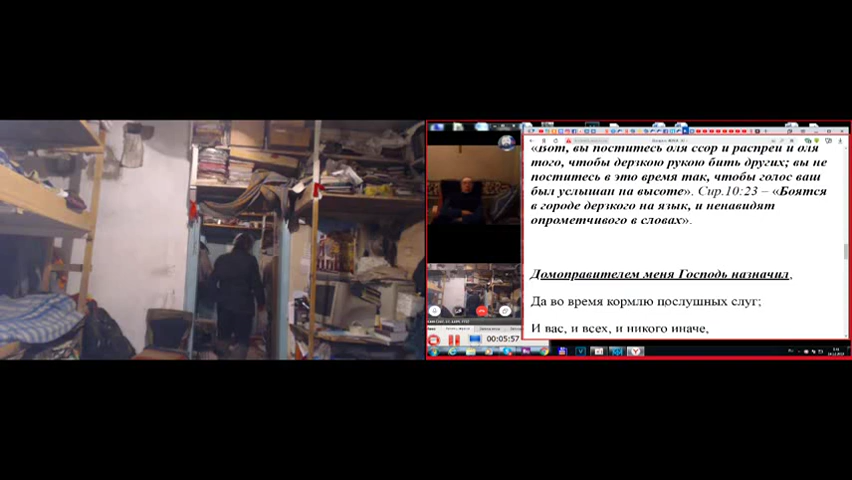 «Вот, вы поститесь для ссор и распрей и для
того, чтобы дерзкою рукою бить других; вы не
поститесь в это время так, чтобы голос ваш
был услышан на высоте». Сир.10:23 – «Боятся
в городе дерзкого на язык, и ненавидят
опрометчивого в словах».
Домоправителем меня Господь назначил,
Да во время кормлю послушных слуг;
И вас, и всех, и никого иначе,
00:05:57